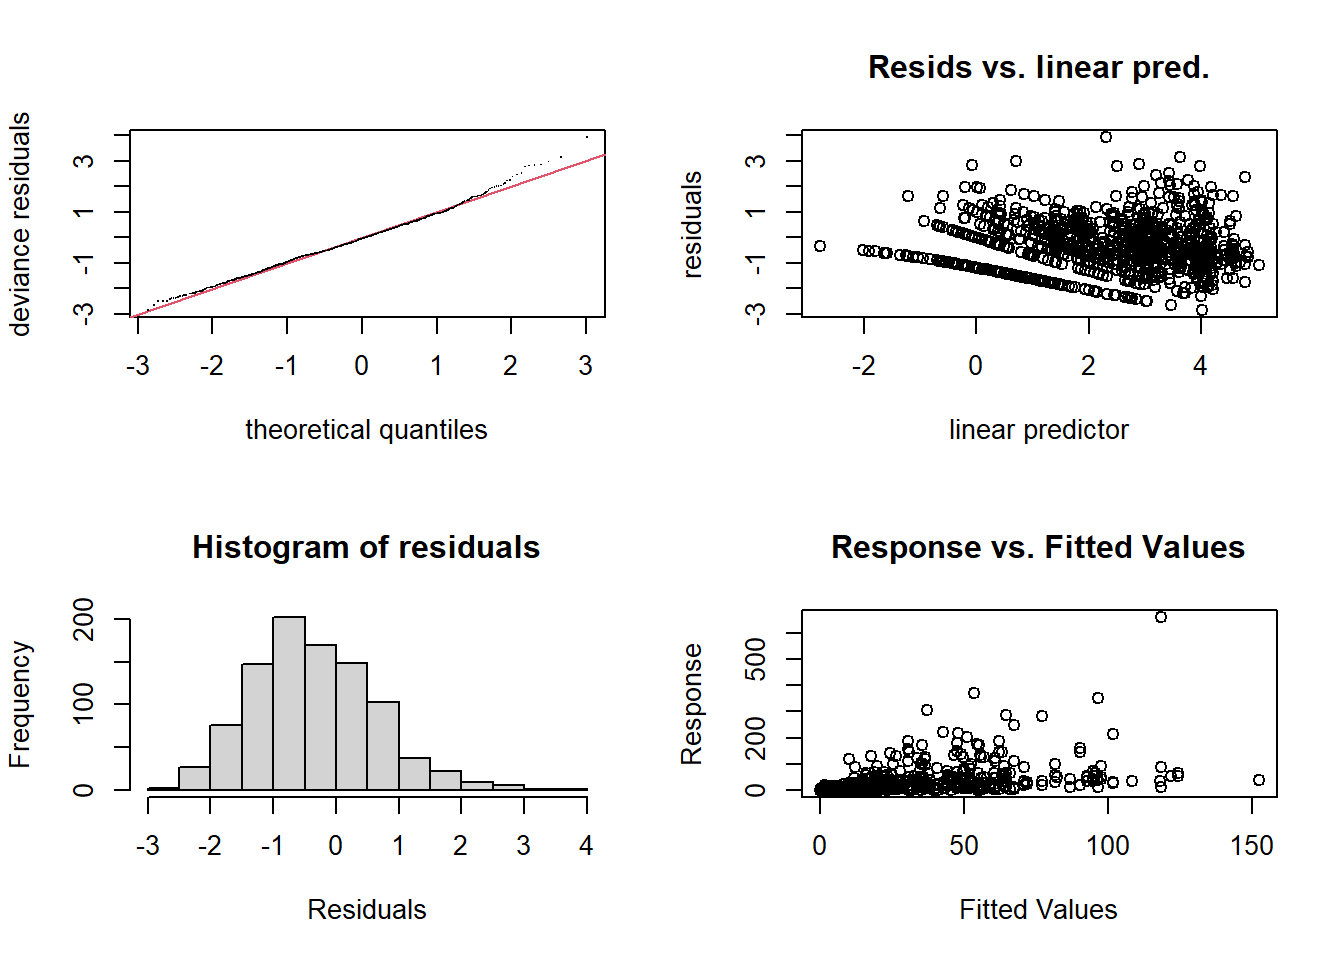 deviance residuals
3
1
-1
-3
-3 -2 -1 0 1 2 3
theoretical quantiles
Resids vs. linear pred.
residuals
3
1
-1
-3
-2 0 2 4
linear predictor
Histogram of residuals
Frequency
200
100
0
-3 -2 -1 0 1 2 3 4
Residuals
Response vs. Fitted Values
Response
500
200
0
0 50 100 150
Fitted Values